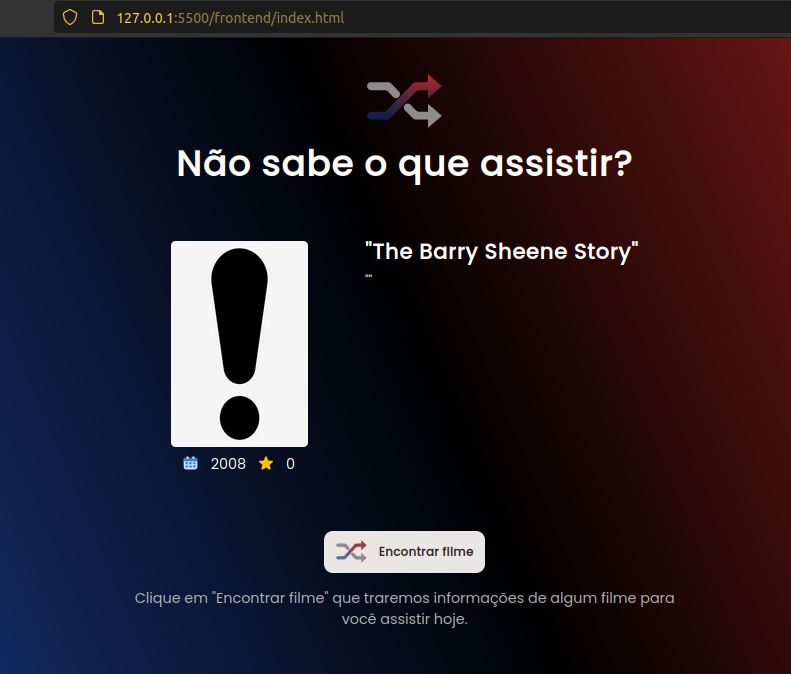 127.0.0.1:5500/frontend/index.html
Não sabe o que assistir?
"The Barry Sheene Story"
""
2008 0
Encontrar filme
Clique em "Encontrar filme" que traremos informações de algum filme para
você assistir hoje.